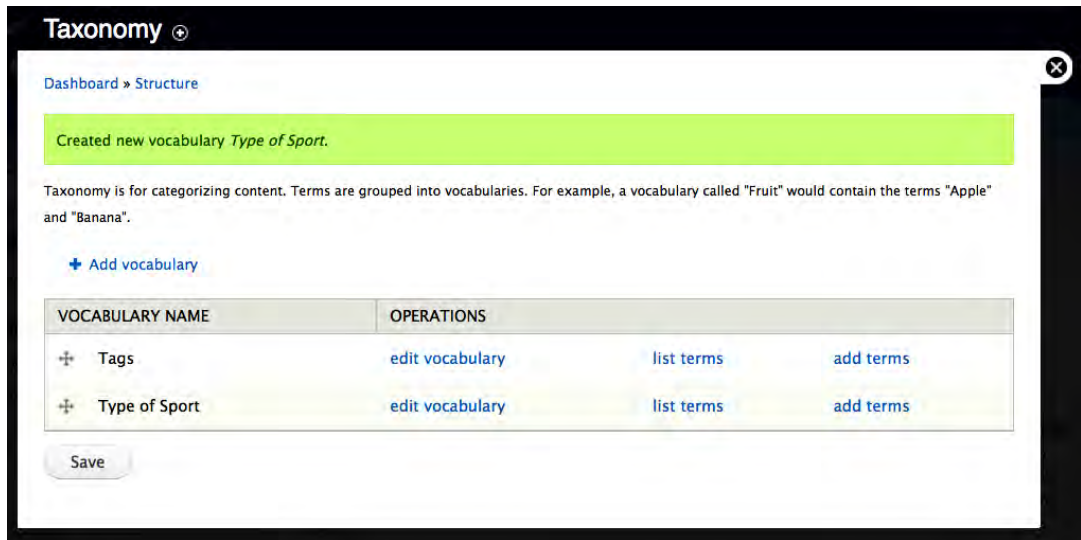 Taxonomy
Dashboard » Structure
Created new vocabulary Type of Sport.
Taxonomy is for categorizing content. Terms are grouped into vocabularies. For example, a vocabulary called "Fruit" would contain the terms "Apple"
and "Banana".
+ Add vocabulary
VOCABULARY NAME OPERATIONS
Tags edit vocabulary list terms add terms
Type of Sport edit vocabulary list terms add terms
Save